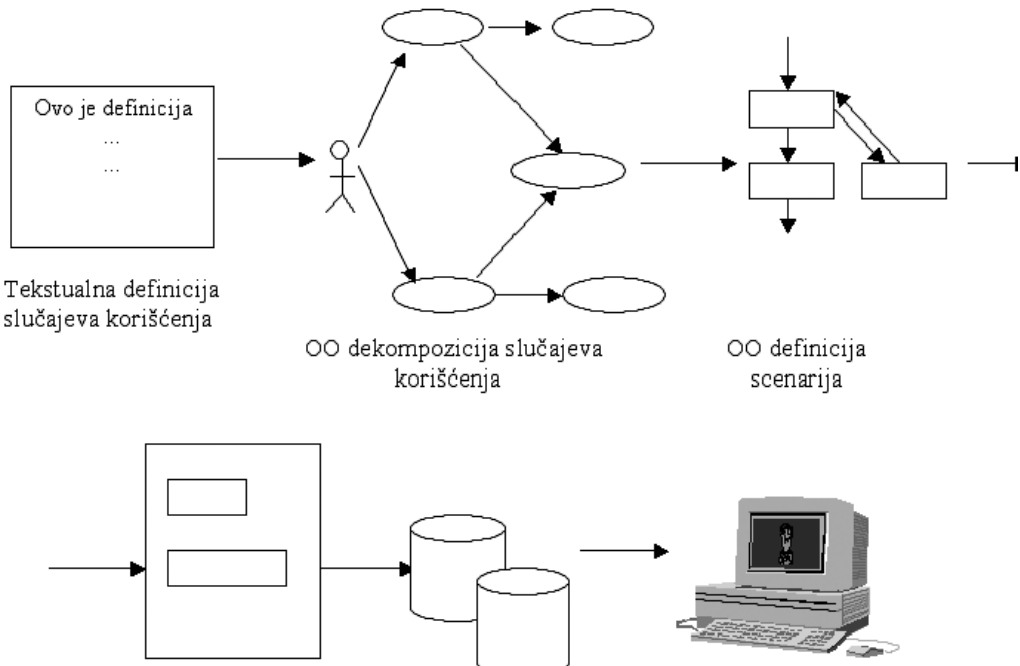 Ovo je definicija
...
...
Tekstualna definicija
slučajeva korišćenja
OO dekompozicija slučajeva
korišćenja
OO definicija
scenarija